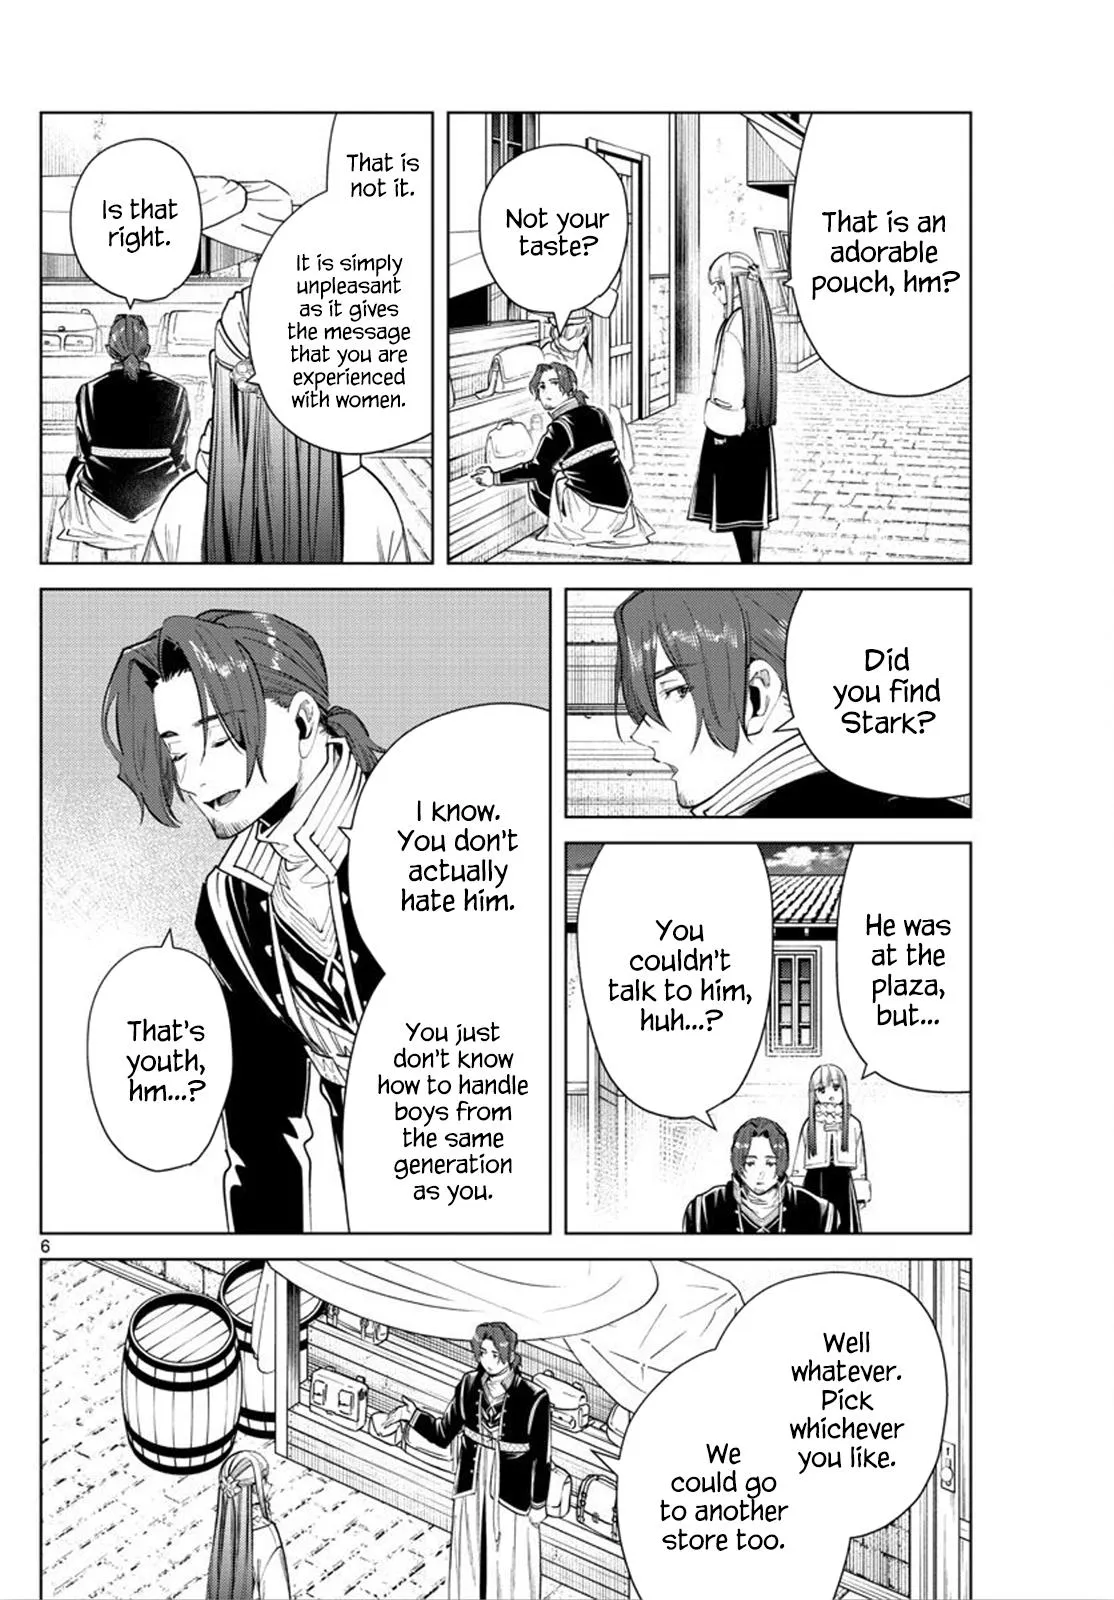 That is an
adorable
pouch, hm?
Not your
taste?
That is
not it.
It is simply
unpleasant
as it gives
the message
that you are
experienced
with women.
Is that
right.
Did
you find
Stark?
He was
at the
plaza,
but...
You
couldn't
talk to him,
huh...?
I know.
You don't
actually
hate him.
You just
don't know
how to handle
boys from
the same
generation
as you.
That's
youth,
hm...?
6
Well
whatever.
Pick
whichever
you like.
We
could go
to another
store too.